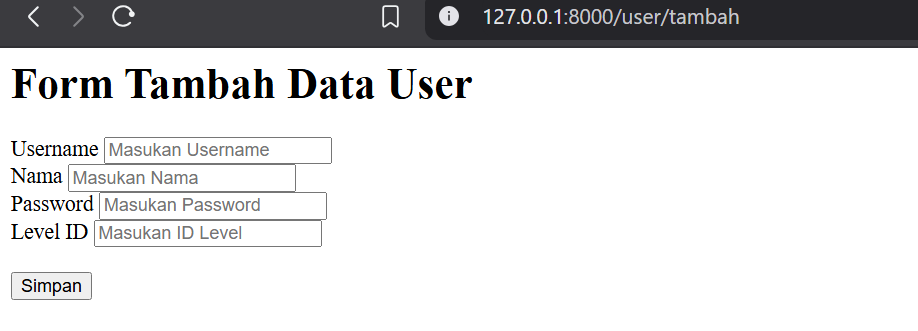 127.0.0.1:8000/user/tambah
Form Tambah Data User
Username Masukan Username
Nama Masukan Nama
Password Masukan Password
Level ID Masukan ID Level
Simpan